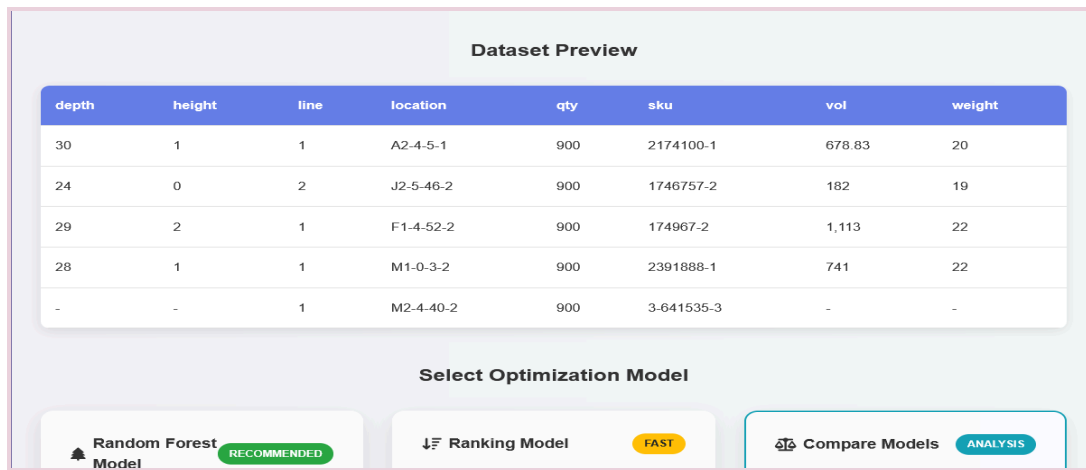 Dataset Preview
depth height line location qty sku vol weight
30 1 1 A2-4-5-1 900 2174100-1 678.83 20
24 0 2 J2-5-46-2 900 1746757-2 182 19
29 2 1 F1-4-52-2 900 174967-2 1,113 22
28 1 1 M1-0-3-2 900 2391888-1 741 22
- - 1 M2-4-40-2 900 3-641535-3 - -
Select Optimization Model
Random Forest
Model
RECOMMENDED
Ranking Model FAST
Compare Models ANALYSIS